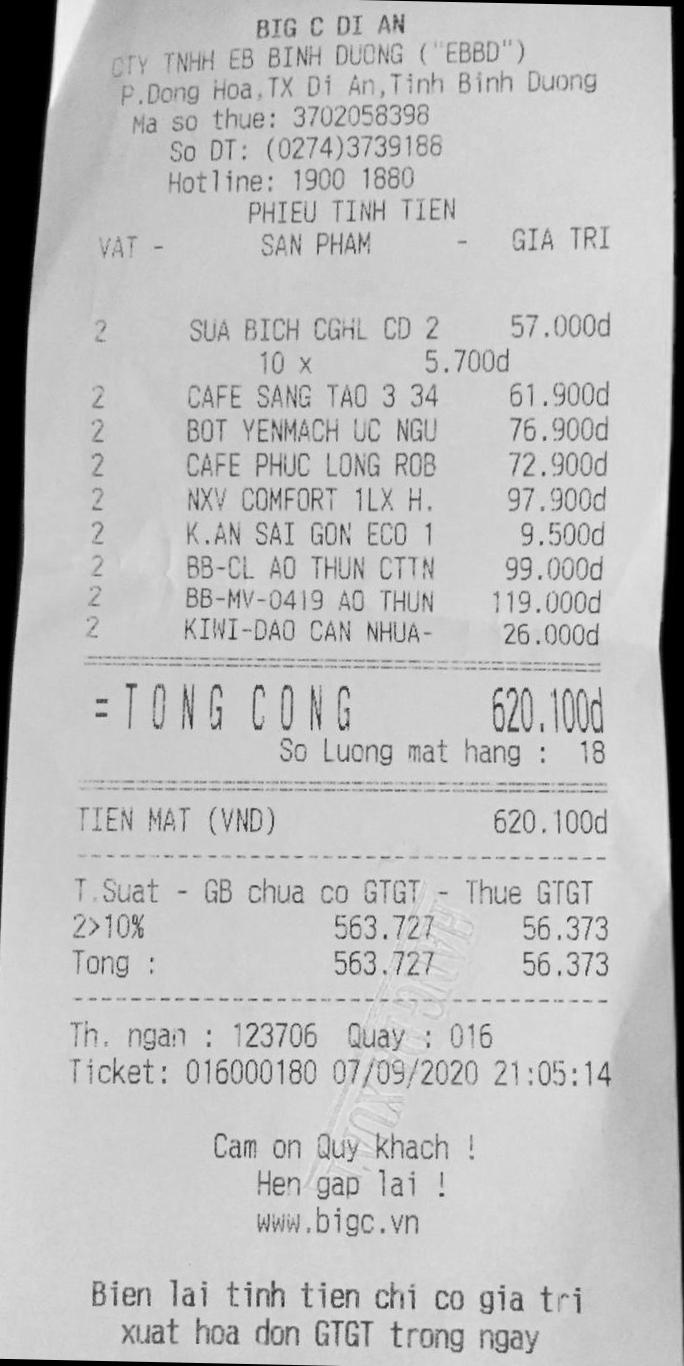 BIG C DI AN
CTY TNHH EB BINH DUONG ("EBBD")
P.Dong Hoa,TX Di An,Tinh Binh Duong
Ma so thue: 3702058398
So DT: (0274)3739188
Hotline: 1900 1880
PHIEU TINH TIEN
VAT - SAN PHAM - GIA TRI
2 SUA BICH CGHL CD 2 57.000d
10 x 5.700d
2 CAFE SANG TAO 3 34 61.900d
2 BOT YENMACH UC NGU 76.900d
2 CAFE PHUC LONG ROB 72.900d
2 NXV COMFORT 1LX H. 97.900d
2 K.AN SAI GON ECO 1 9.500d
2 BB-CL AO THUN CTTN 99.000d
2 BB-MV-0419 AO THUN 119.000d
2 KIWI-DAO CAN NHUA- 26.000d
=TONG CONG 620.100d
So Luong mat hang : 18
TIEN MAT (VND) 620.100d
T.Suat - GB chua co GTGT - Thue GTGT
2>10% 563.727 56.373
Tong : 563.727 56.373
Th. ngan : 123706 Quay : 016
Ticket: 016000180 07/09/2020 21:05:14
Cam on Quy khach !
Hen gap lai !
www.bigc.vn
Bien lai tinh tien chi co gia tri
xuat hoa don GTGT trong ngay